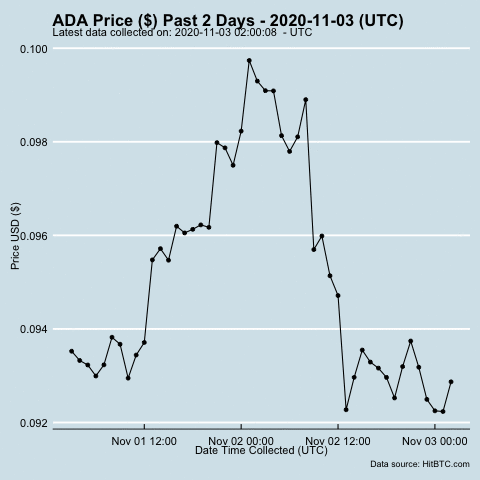 ADA Price ($) Past 2 Days - 2020-11-03 (UTC)
Latest data collected on: 2020-11-03 02:00:08 - UTC
0.100
0.098
0.096
0.094
0.092
Price USD ($)
Nov 01 12:00 Nov 02 00:00 Nov 02 12:00 Nov 03 00:00
Date Time Collected (UTC)
Data source: HitBTC.com